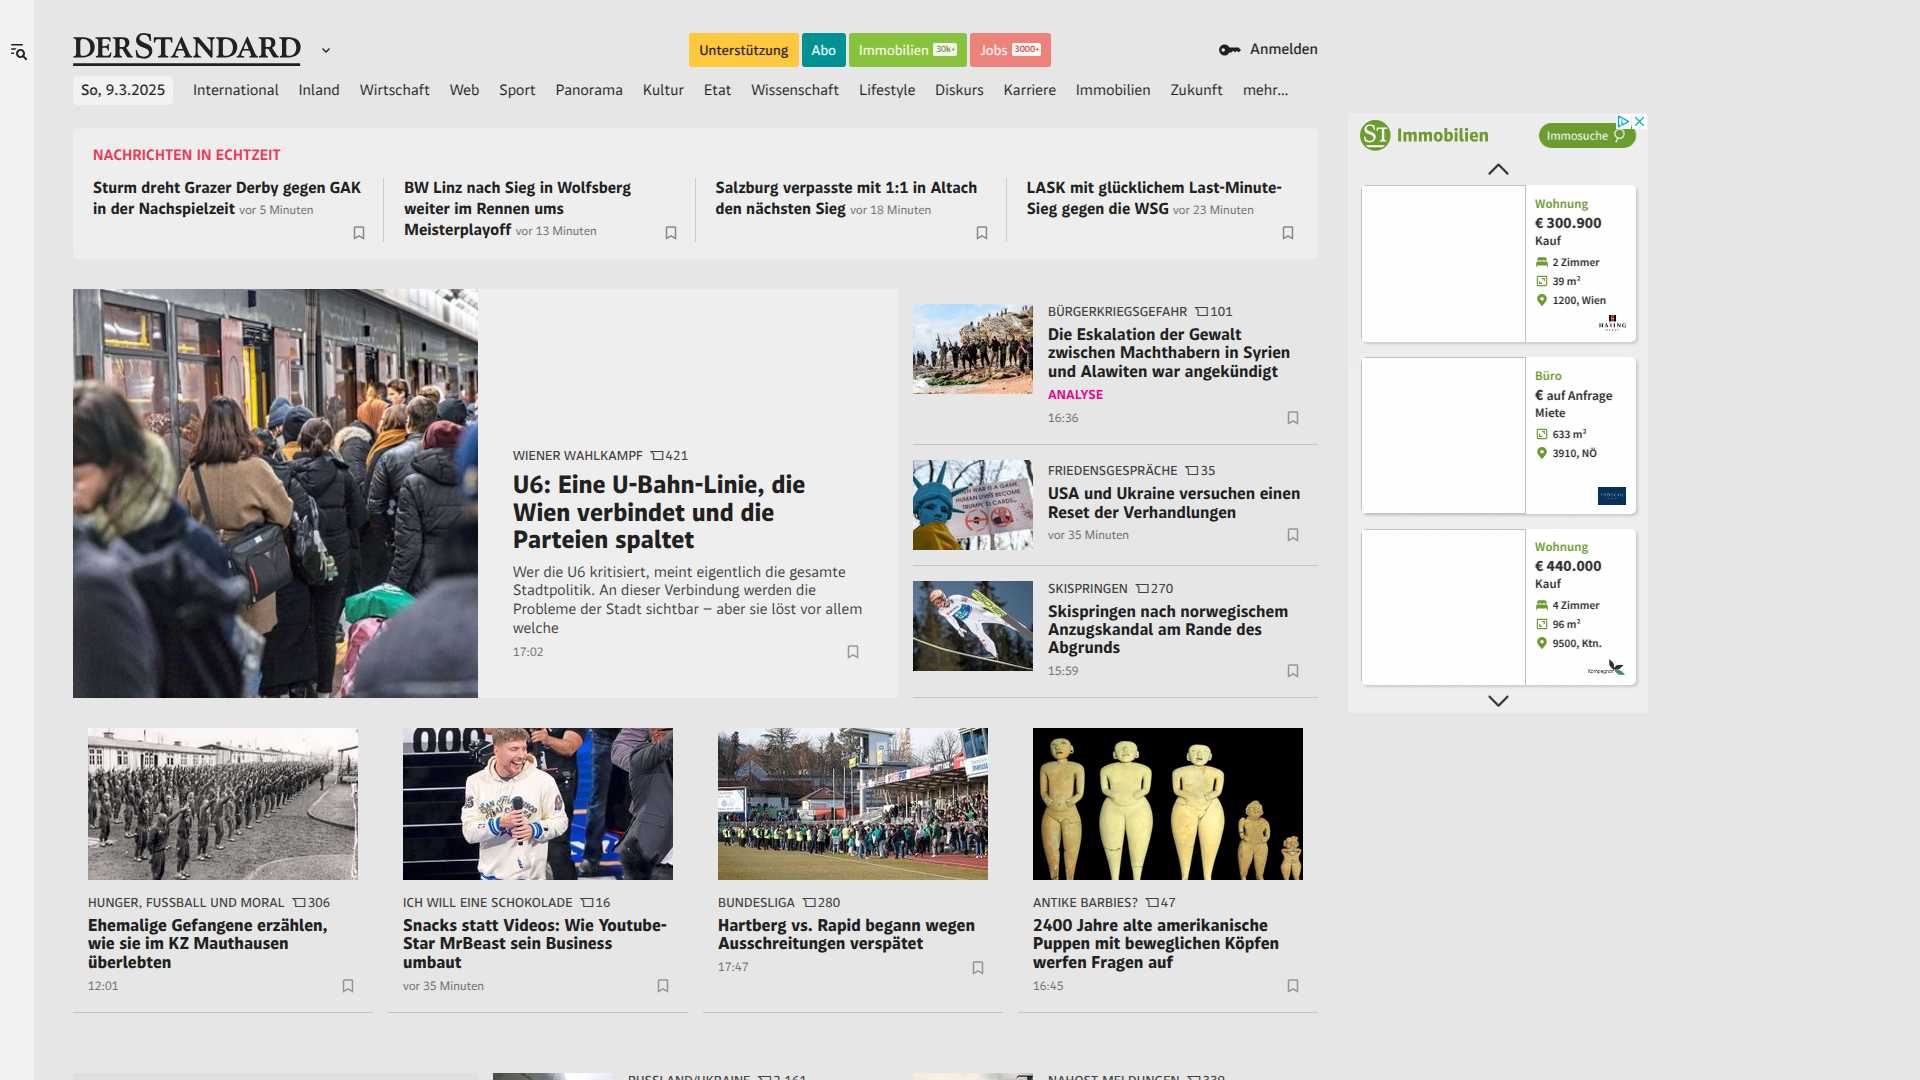 DERSTANDARD
Unterstützung
Abo
Immobilien 30k+
Jobs 3000+
Anmelden
So, 9.3.2025
International
Inland
Wirtschaft
Web
Sport
Panorama
Kultur
Etat
Wissenschaft
Lifestyle
Diskurs
Karriere
Immobilien
Zukunft
mehr...
NACHRICHTEN IN ECHTZEIT
Sturm dreht Grazer Derby gegen GAK
in der Nachspielzeit vor 5 Minuten
BW Linz nach Sieg in Wolfsberg
weiter im Rennen ums
Meisterplayoff vor 13 Minuten
Salzburg verpasste mit 1:1 in Altach
den nächsten Sieg vor 18 Minuten
LASK mit glücklichem Last-Minute-
Sieg gegen die WSG vor 23 Minuten
WIENER WAHLKAMPF 421
U6: Eine U-Bahn-Linie, die
Wien verbindet und die
Parteien spaltet
Wer die U6 kritisiert, meint eigentlich die gesamte
Stadtpolitik. An dieser Verbindung werden die
Probleme der Stadt sichtbar – aber sie löst vor allem
welche
17:02
BÜRGERKRIEGSGEFAHR 101
Die Eskalation der Gewalt
zwischen Machthabern in Syrien
und Alawiten war angekündigt
ANALYSE
16:36
FRIEDENSGESPRÄCHE 35
USA und Ukraine versuchen einen
Reset der Verhandlungen
vor 35 Minuten
SKISPRINGEN 270
Skispringen nach norwegischem
Anzugskandal am Rande des
Abgrunds
15:59
HUNGER, FUSSBALL UND MORAL 306
Ehemalige Gefangene erzählen,
wie sie im KZ Mauthausen
überlebten
12:01
ICH WILL EINE SCHOKOLADE 16
Snacks statt Videos: Wie Youtube-
Star MrBeast sein Business
umbaut
vor 35 Minuten
BUNDESLIGA 280
Hartberg vs. Rapid begann wegen
Ausschreitungen verspätet
17:47
ANTIKE BARBIES? 47
2400 Jahre alte amerikanische
Puppen mit beweglichen Köpfen
werfen Fragen auf
16:45
RUSSLAND/UKRAINE 2.161
NAHOST-MELDUNGEN 339
ST Immobilien
Immosuche
Wohnung
€ 300.900
Kauf
2 Zimmer
39 m²
1200, Wien
HARING
Büro
€ auf Anfrage
Miete
633 m²
3910, NÖ
Wohnung
€ 440.000
Kauf
4 Zimmer
96 m²
9500, Ktn.